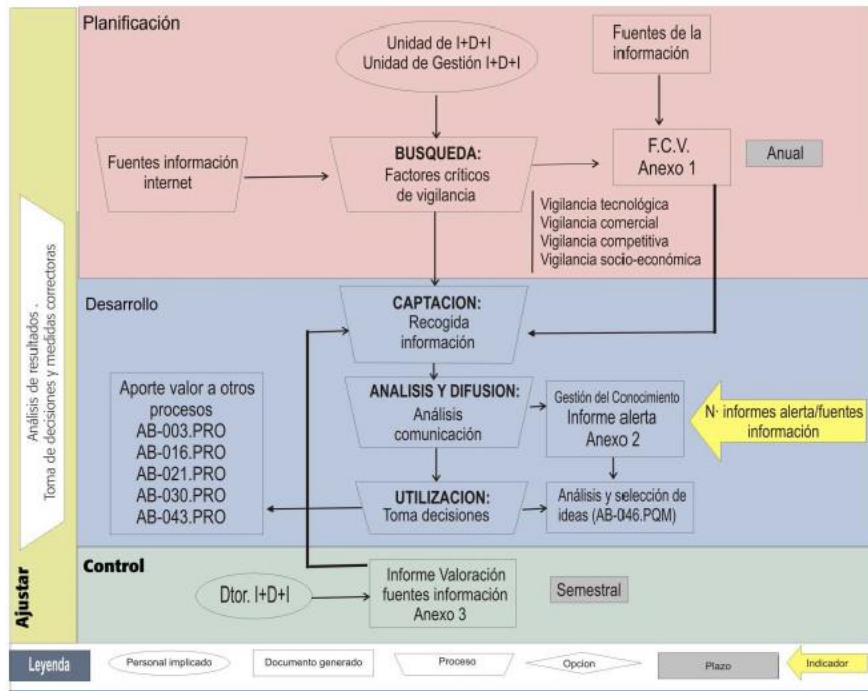 Planificación
Unidad de I+D+I
Unidad de Gestión I+D+I
Fuentes de la
información
Fuentes información
internet
BUSQUEDA:
Factores críticos
de vigilancia
F.C.V.
Anexo 1
Anual
Vigilancia tecnológica
Vigilancia comercial
Vigilancia competitiva
Vigilancia socio-económica
Análisis de resultados .
Toma de decisiones y medidas correctoras
Desarrollo
CAPTACION:
Recogida
información
Aporte valor a otros
procesos
AB-003.PRO
AB-016.PRO
AB-021.PRO
AB-030.PRO
AB-043.PRO
ANALISIS Y DIFUSION:
Análisis
comunicación
Gestión del Conocimiento
Informe alerta
Anexo 2
N· informes alerta/fuentes
información
UTILIZACION:
Toma decisiones
Análisis y selección de
ideas (AB-046.PQM)
Ajustar
Control
Dtor. I+D+I
Informe Valoración
fuentes información
Anexo 3
Semestral
Leyenda
Personal implicado
Documento generado
Proceso
Opcion
Plazo
Indicador